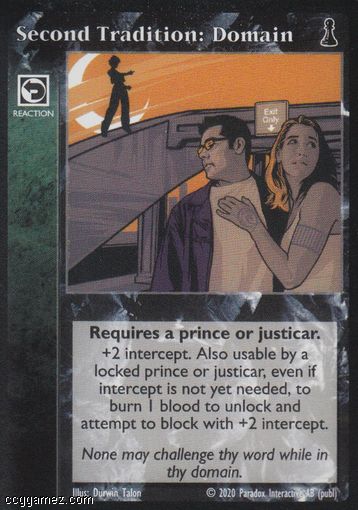 Second Tradition: Domain
REACTION
Exit
Only
Requires a prince or justicar.
+2 intercept. Also usable by a
locked prince or justicar, even if
intercept is not yet needed, to
burn 1 blood to unlock and
attempt to block with +2 intercept.
None may challenge thy word while in
thy domain.
Illus: Durwin Talon
© 2020 Paradox Interactive AB (publ)
ccggamez.com